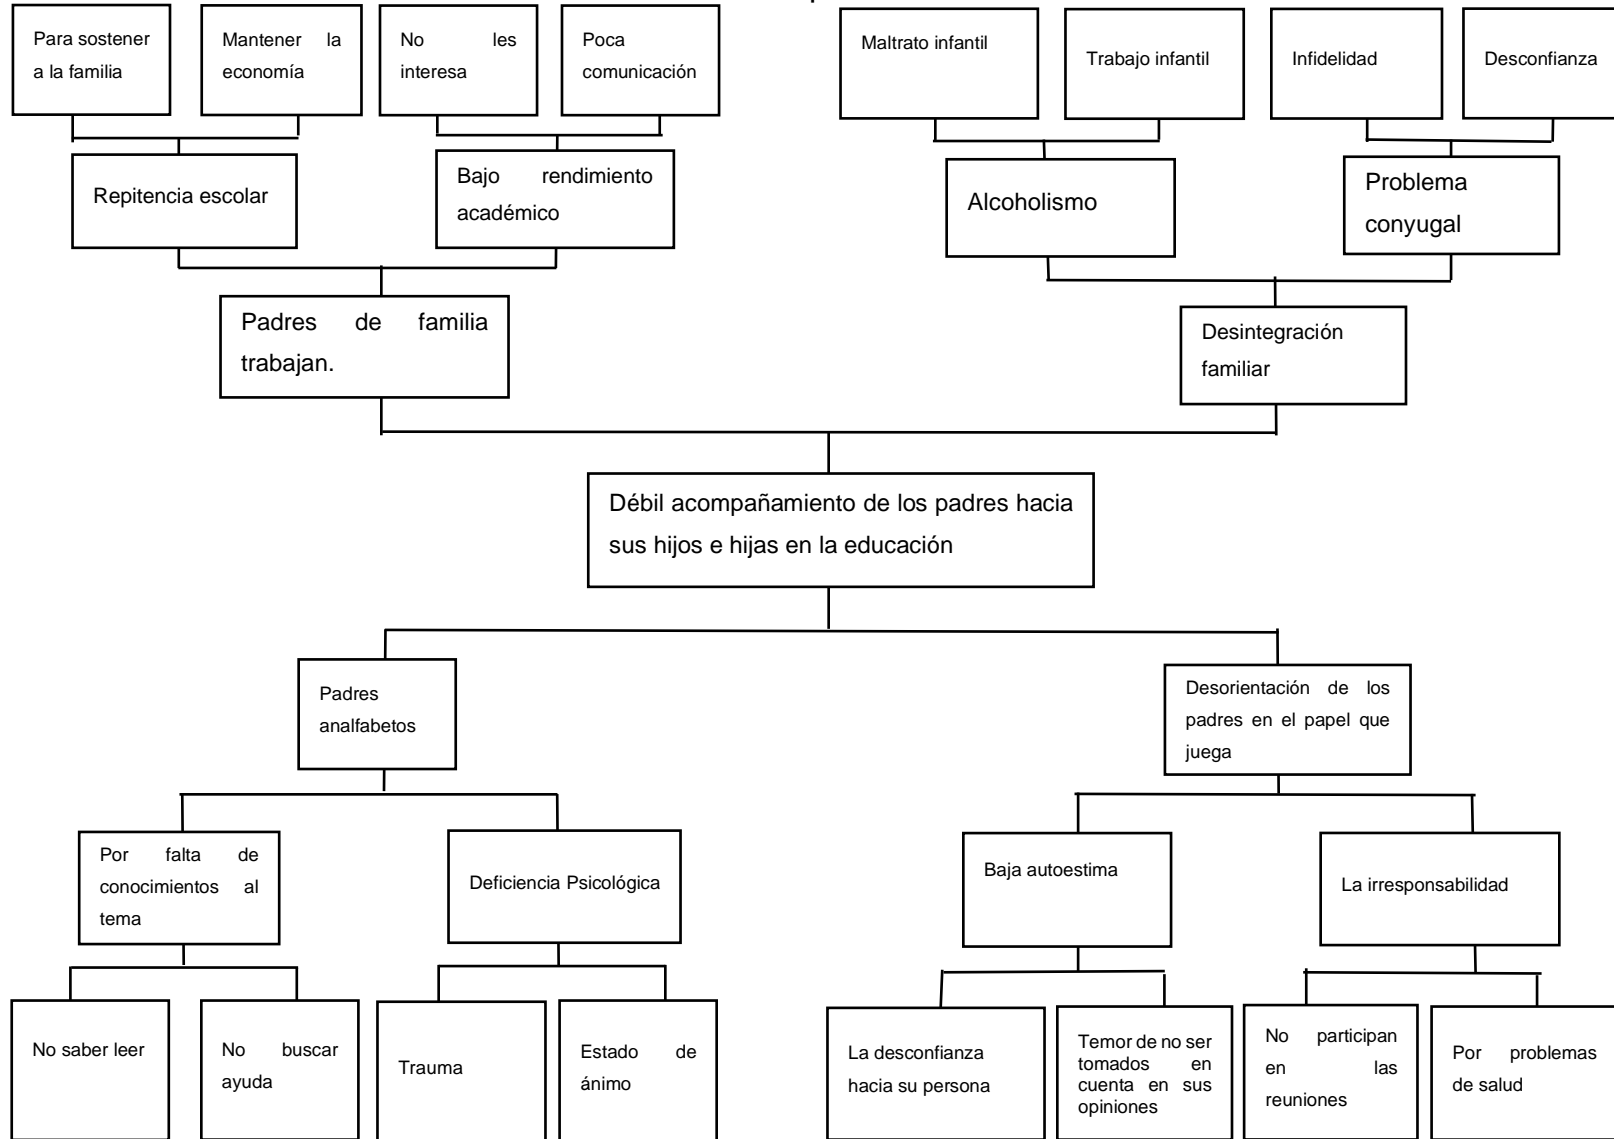 Para sostener
a la familia
Mantener la
economía
No les
interesa
Poca
comunicación
Maltrato infantil
Trabajo infantil
Infidelidad
Desconfianza
Repitencia escolar
Bajo rendimiento
académico
Alcoholismo
Problema
conyugal
Padres de familia
trabajan.
Desintegración
familiar
Débil acompañamiento de los padres hacia
sus hijos e hijas en la educación
Padres
analfabetos
Desorientación de los
padres en el papel que
juega
Por falta de
conocimientos al
tema
Deficiencia Psicológica
Baja autoestima
La irresponsabilidad
No saber leer
No buscar
ayuda
Trauma
Estado de
ánimo
La desconfianza
hacia su persona
Temor de no ser
tomados en
cuenta en sus
opiniones
No participan
en las
reuniones
Por problemas
de salud